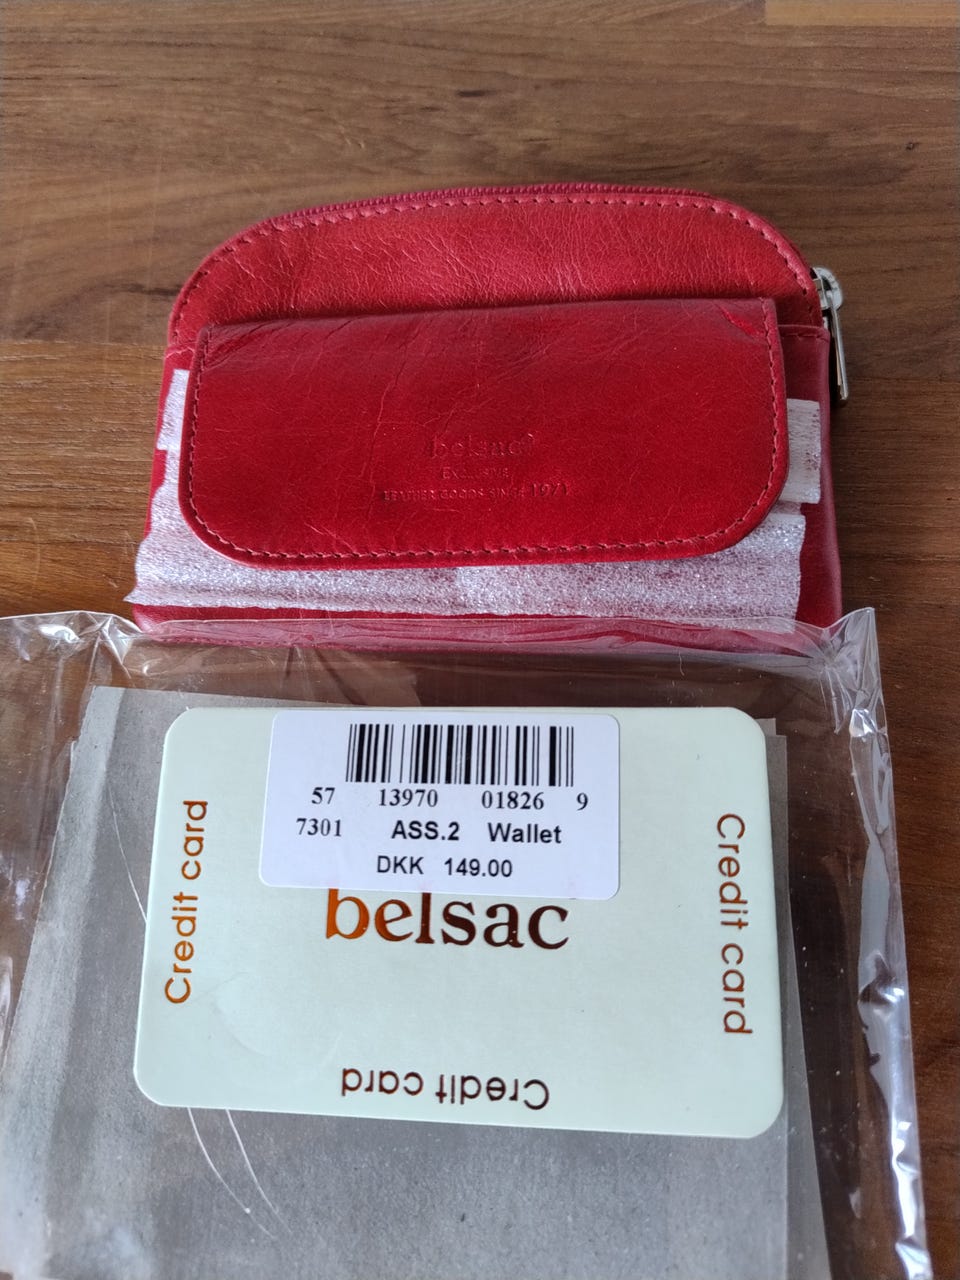 belsac®
EXCLUSIVE
LEATHER GOODS SINCE 1971
57 13970 01826 9
7301 ASS.2 Wallet
DKK 149.00
belsac
Credit card
Credit card
Credit card